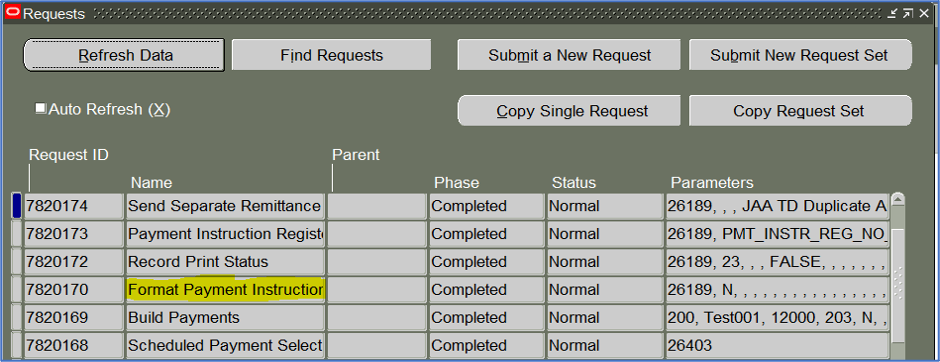 Requests
Refresh Data Find Requests Submit a New Request Submit New Request Set
Auto Refresh (X) Copy Single Request Copy Request Set
Request ID Parent
Name Phase Status Parameters
7820174 Send Separate Remittance Completed Normal 26189, , , JAA TD Duplicate A
7820173 Payment Instruction Registe Completed Normal 26189, PMT_INSTR_REG_NO_
7820172 Record Print Status Completed Normal 26189, 23, , , FALSE, , , , , , ,
7820170 Format Payment Instruction Completed Normal 26189, N, , , , , , , , , , , , , , , ,
7820169 Build Payments Completed Normal 200, Test001, 12000, 203, N, ,
7820168 Scheduled Payment Select Completed Normal 26403